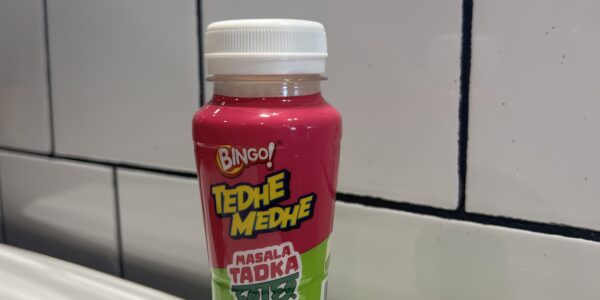 BINGO!
TEDHE
MEDHE
MASALA
TADKA